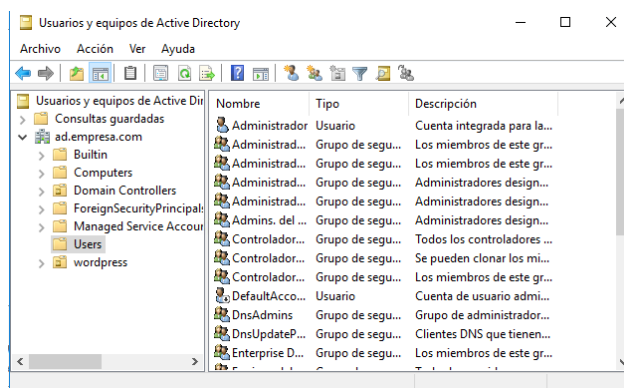 Usuarios y equipos de Active Directory
Archivo Acción Ver Ayuda
Usuarios y equipos de Active Dir
Consultas guardadas
ad.empresa.com
Builtin
Computers
Domain Controllers
ForeignSecurityPrincipals
Managed Service Accour
Users
wordpress
Nombre Tipo Descripción
Administrador Usuario Cuenta integrada para la...
Administrad... Grupo de segu... Los miembros de este gr...
Administrad... Grupo de segu... Los miembros de este gr...
Administrad... Grupo de segu... Administradores design...
Administrad... Grupo de segu... Administradores design...
Admins. del ... Grupo de segu... Administradores design...
Controlador... Grupo de segu... Todos los controladores ...
Controlador... Grupo de segu... Se pueden clonar los mi...
Controlador... Grupo de segu... Los miembros de este gr...
DefaultAcco... Usuario Cuenta de usuario admi...
DnsAdmins Grupo de segu... Grupo de administrador...
DnsUpdateP... Grupo de segu... Clientes DNS que tienen...
Enterprise D... Grupo de segu... Los miembros de este gr...